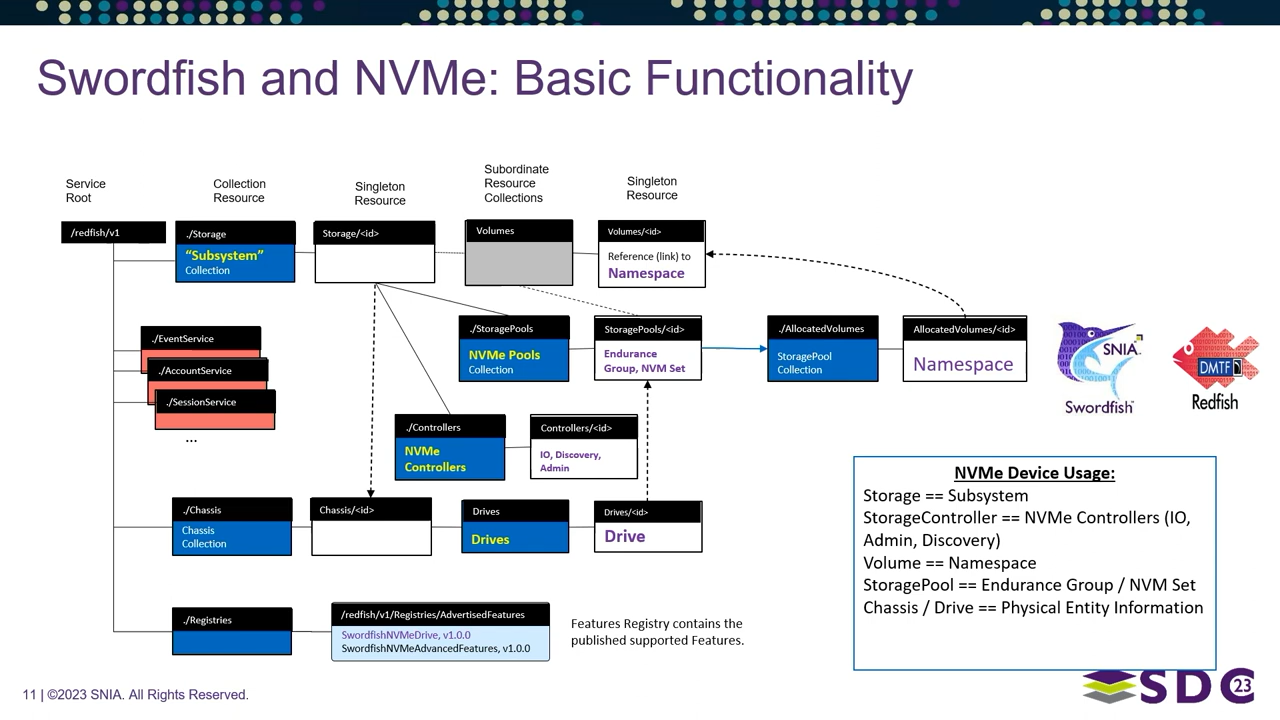 Swordfish and NVMe: Basic Functionality
Service
Root
Collection
Resource
Singleton
Resource
Subordinate
Resource
Collections
Singleton
Resource
/redfish/v1
./Storage
“Subsystem”
Collection
Storage/<id>
Volumes
Volumes/<id>
Reference (link) to
Namespace
./EventService
./AccountService
./SessionService
...
./StoragePools
NVMe Pools
Collection
StoragePools/<id>
Endurance
Group, NVM Set
./AllocatedVolumes
StoragePool
Collection
AllocatedVolumes/<id>
Namespace
SNIA
Swordfish
DMTF
Redfish
./Controllers
NVMe
Controllers
Controllers/<id>
IO, Discovery,
Admin
./Chassis
Chassis
Collection
Chassis/<id>
Drives
Drives
Drives/<id>
Drive
NVMe Device Usage:
Storage == Subsystem
StorageController == NVMe Controllers (IO,
Admin, Discovery)
Volume == Namespace
StoragePool == Endurance Group / NVM Set
Chassis / Drive == Physical Entity Information
./Registries
/redfish/v1/Registries/AdvertisedFeatures
SwordfishNVMeDrive, v1.0.0
SwordfishNVMeAdvancedFeatures, v1.0.0
Features Registry contains the
published supported Features.
11 | ©2023 SNIA. All Rights Reserved.
SDC 23